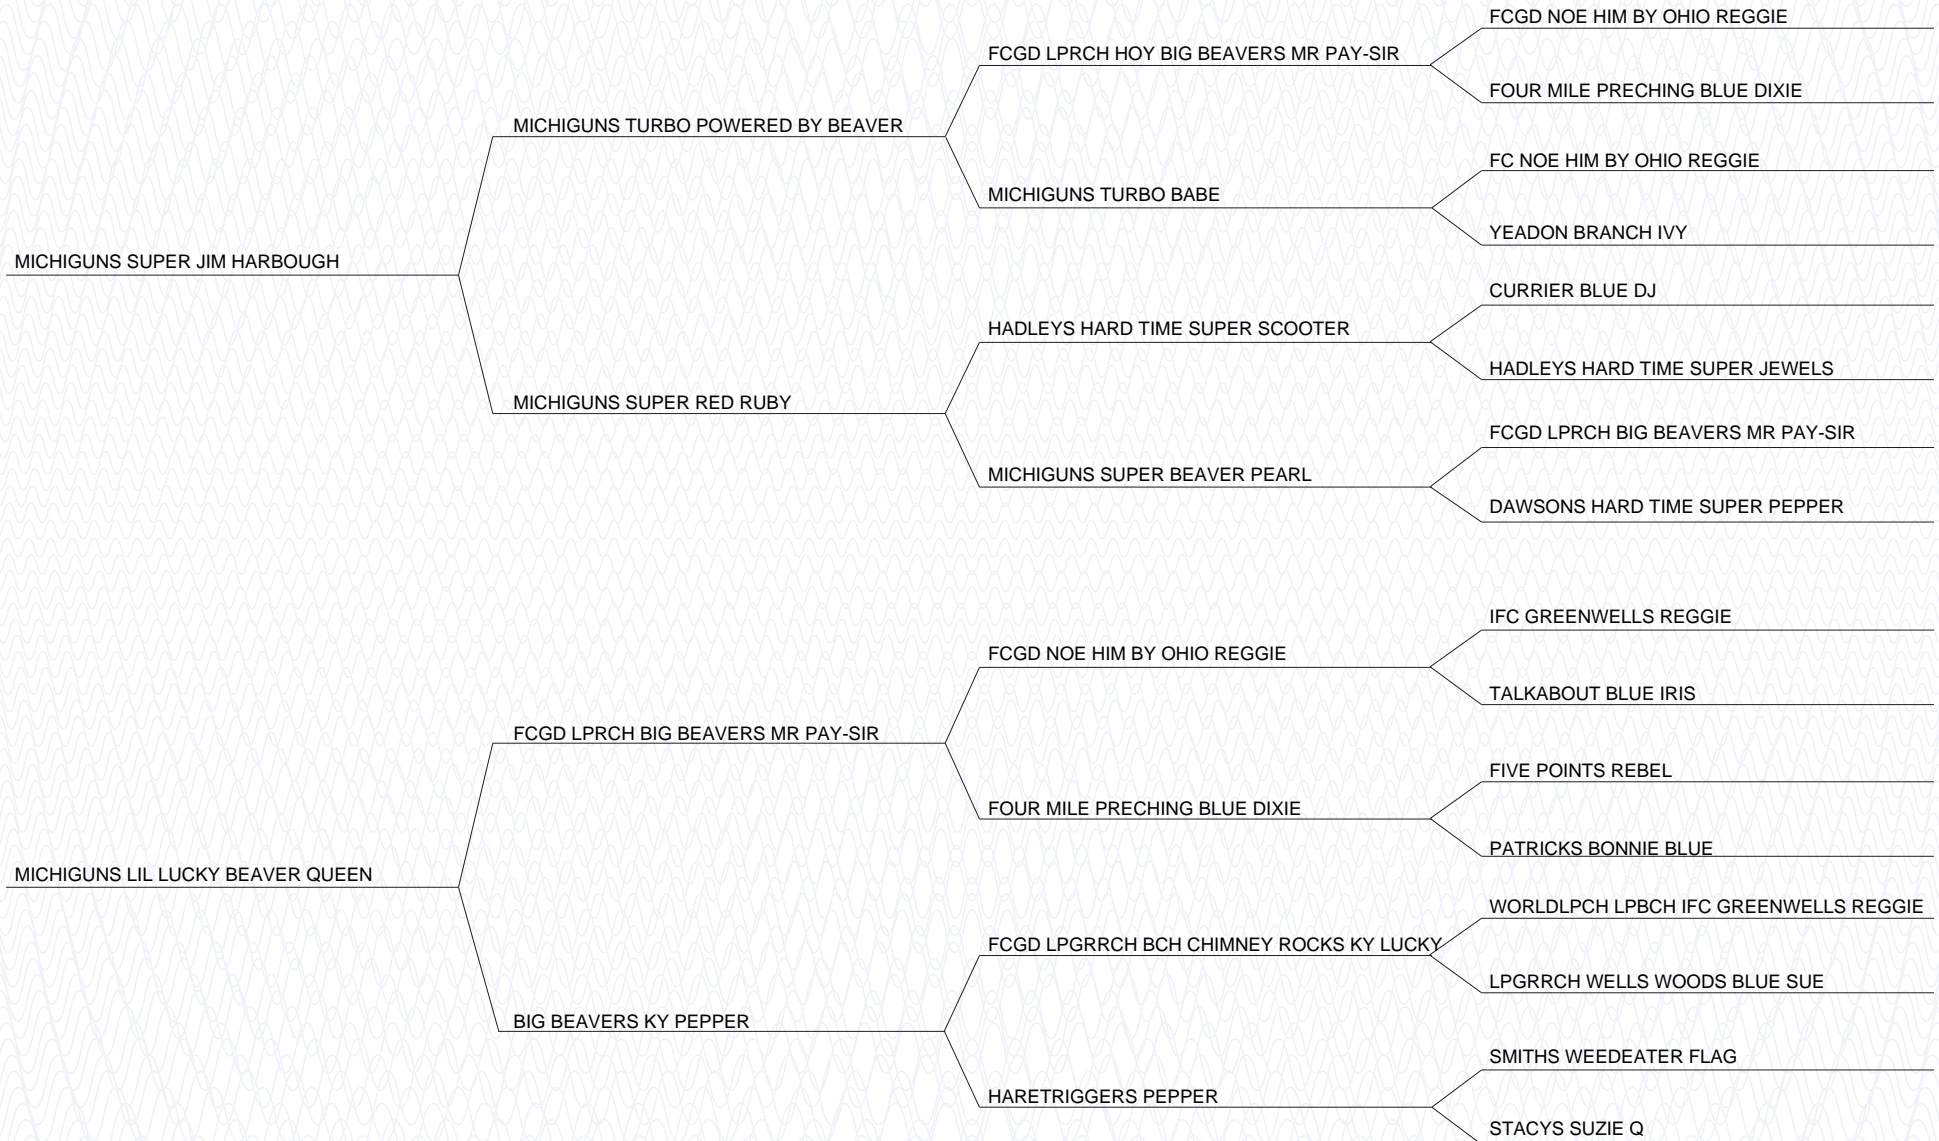 FCGD NOE HIM BY OHIO REGGIE
FCGD LPRCH HOY BIG BEAVERS MR PAY-SIR
FOUR MILE PRECHING BLUE DIXIE
MICHIGUNS TURBO POWERED BY BEAVER
FC NOE HIM BY OHIO REGGIE
MICHIGUNS TURBO BABE
YEADON BRANCH IVY
MICHIGUNS SUPER JIM HARBOUGH
CURRIER BLUE DJ
HADLEYS HARD TIME SUPER SCOOTER
HADLEYS HARD TIME SUPER JEWELS
MICHIGUNS SUPER RED RUBY
FCGD LPRCH BIG BEAVERS MR PAY-SIR
MICHIGUNS SUPER BEAVER PEARL
DAWSONS HARD TIME SUPER PEPPER
IFC GREENWELLS REGGIE
FCGD NOE HIM BY OHIO REGGIE
TALKABOUT BLUE IRIS
FCGD LPRCH BIG BEAVERS MR PAY-SIR
FIVE POINTS REBEL
FOUR MILE PRECHING BLUE DIXIE
PATRICKS BONNIE BLUE
MICHIGUNS LIL LUCKY BEAVER QUEEN
WORLDLPCH LPBCH IFC GREENWELLS REGGIE
FCGD LPGRRCH BCH CHIMNEY ROCKS KY LUCKY
LPGRRCH WELLS WOODS BLUE SUE
BIG BEAVERS KY PEPPER
SMITHS WEEDEATER FLAG
HARETRIGGERS PEPPER
STACYS SUZIE Q